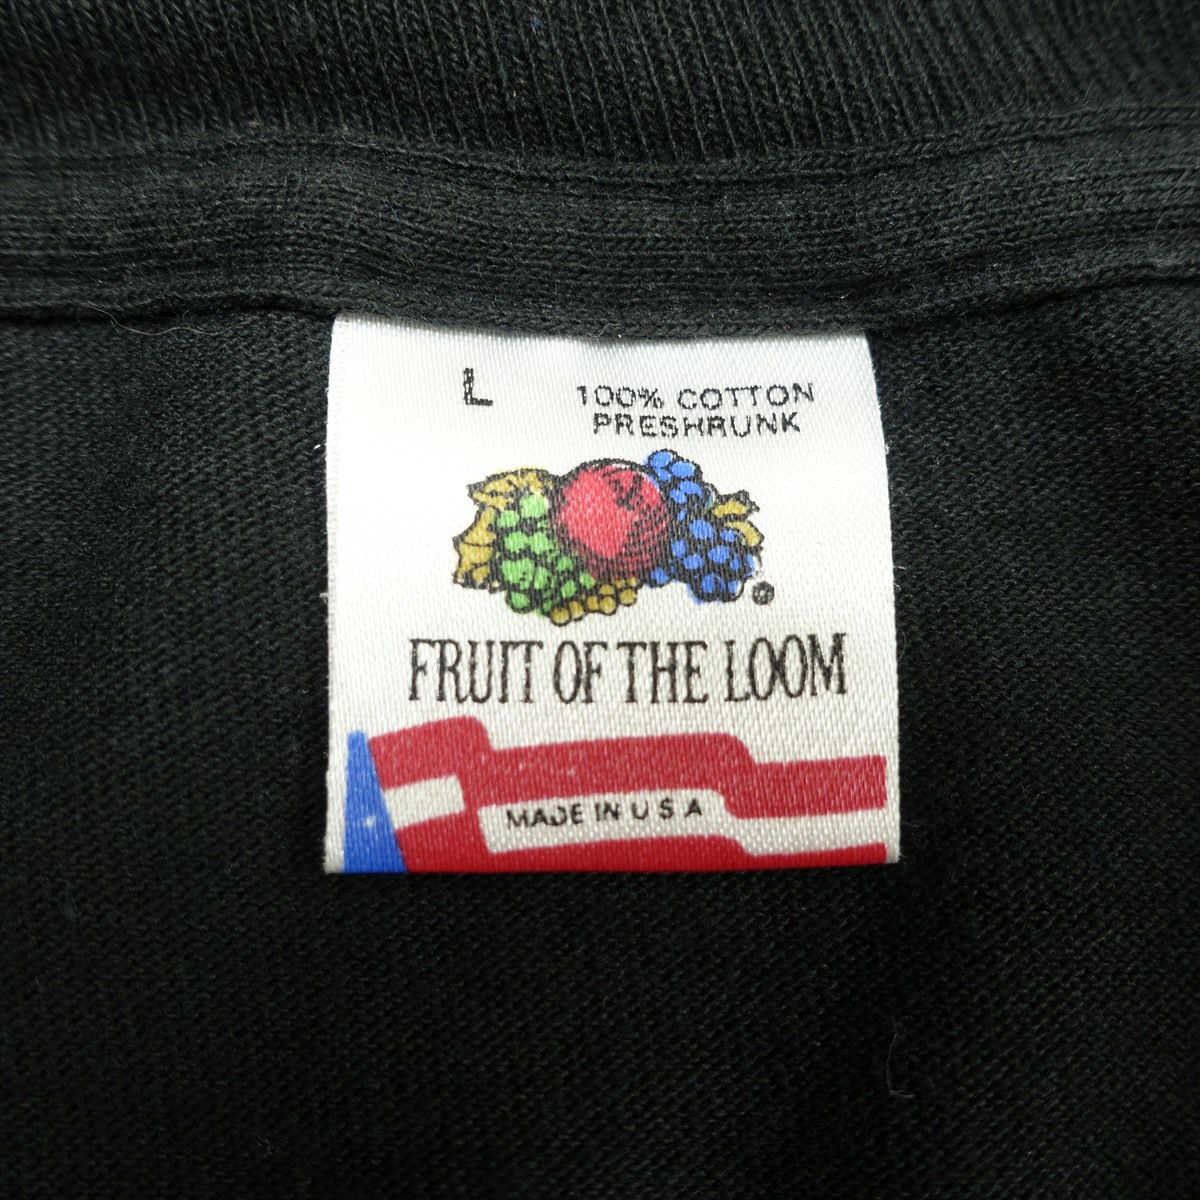 L
100% COTTON
PRESHRUNK
®
FRUIT OF THE LOOM
MADE IN U S A